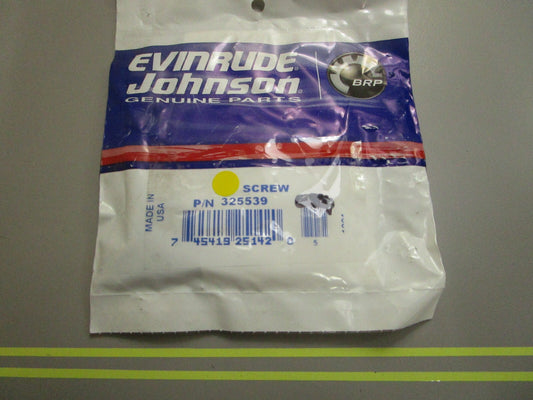 EVINRUDE
Johnson
GENUINE PARTS
BRP
SCREW
P/N 325539
MADE IN
USA
7 45419 25142 0
5